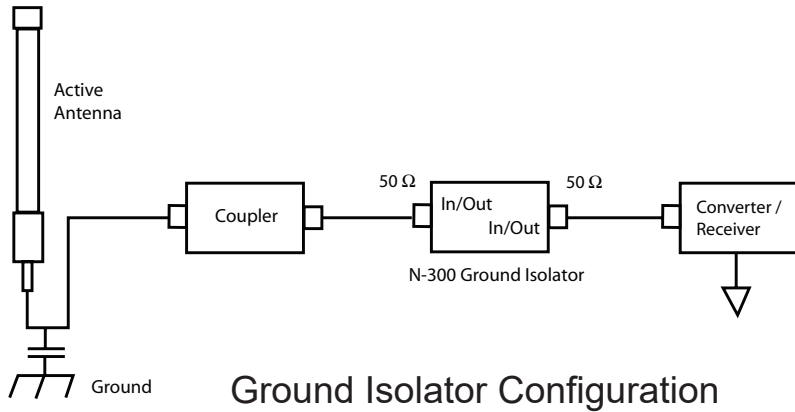 Active
Antenna
Coupler
50 Ω
In/Out
In/Out
50 Ω
Converter /
Receiver
N-300 Ground Isolator
Ground
Ground Isolator Configuration